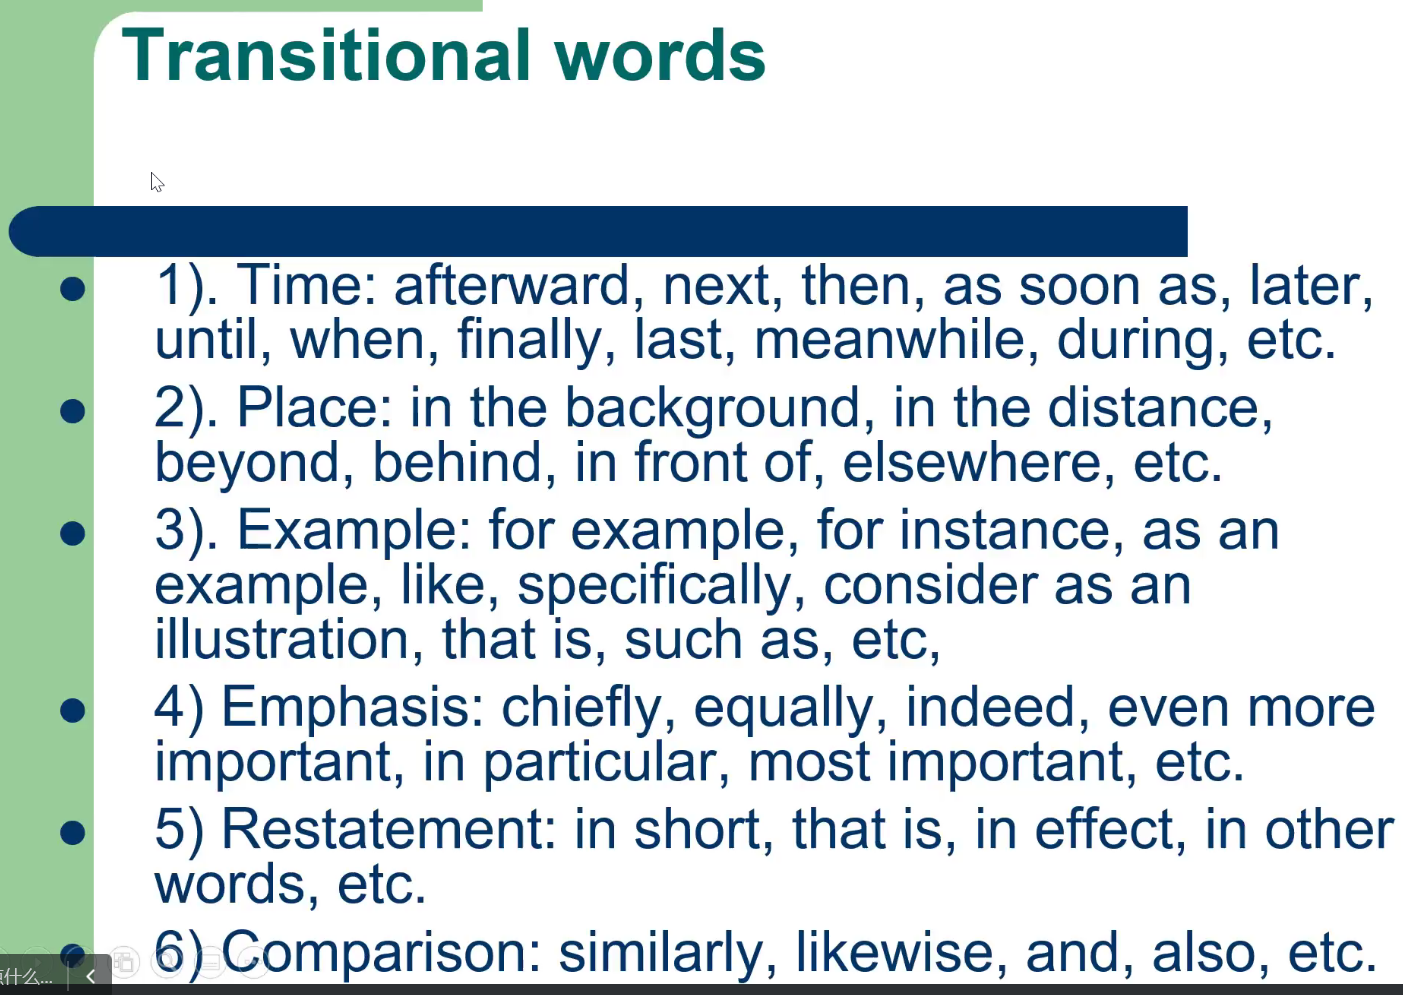 Transitional words
1). Time: afterward, next, then, as soon as, later,
until, when, finally, last, meanwhile, during, etc.
2). Place: in the background, in the distance,
beyond, behind, in front of, elsewhere, etc.
3). Example: for example, for instance, as an
example, like, specifically, consider as an
illustration, that is, such as, etc,
4) Emphasis: chiefly, equally, indeed, even more
important, in particular, most important, etc.
5) Restatement: in short, that is, in effect, in other
words, etc.
6) Comparison: similarly, likewise, and, also, etc.
什么...